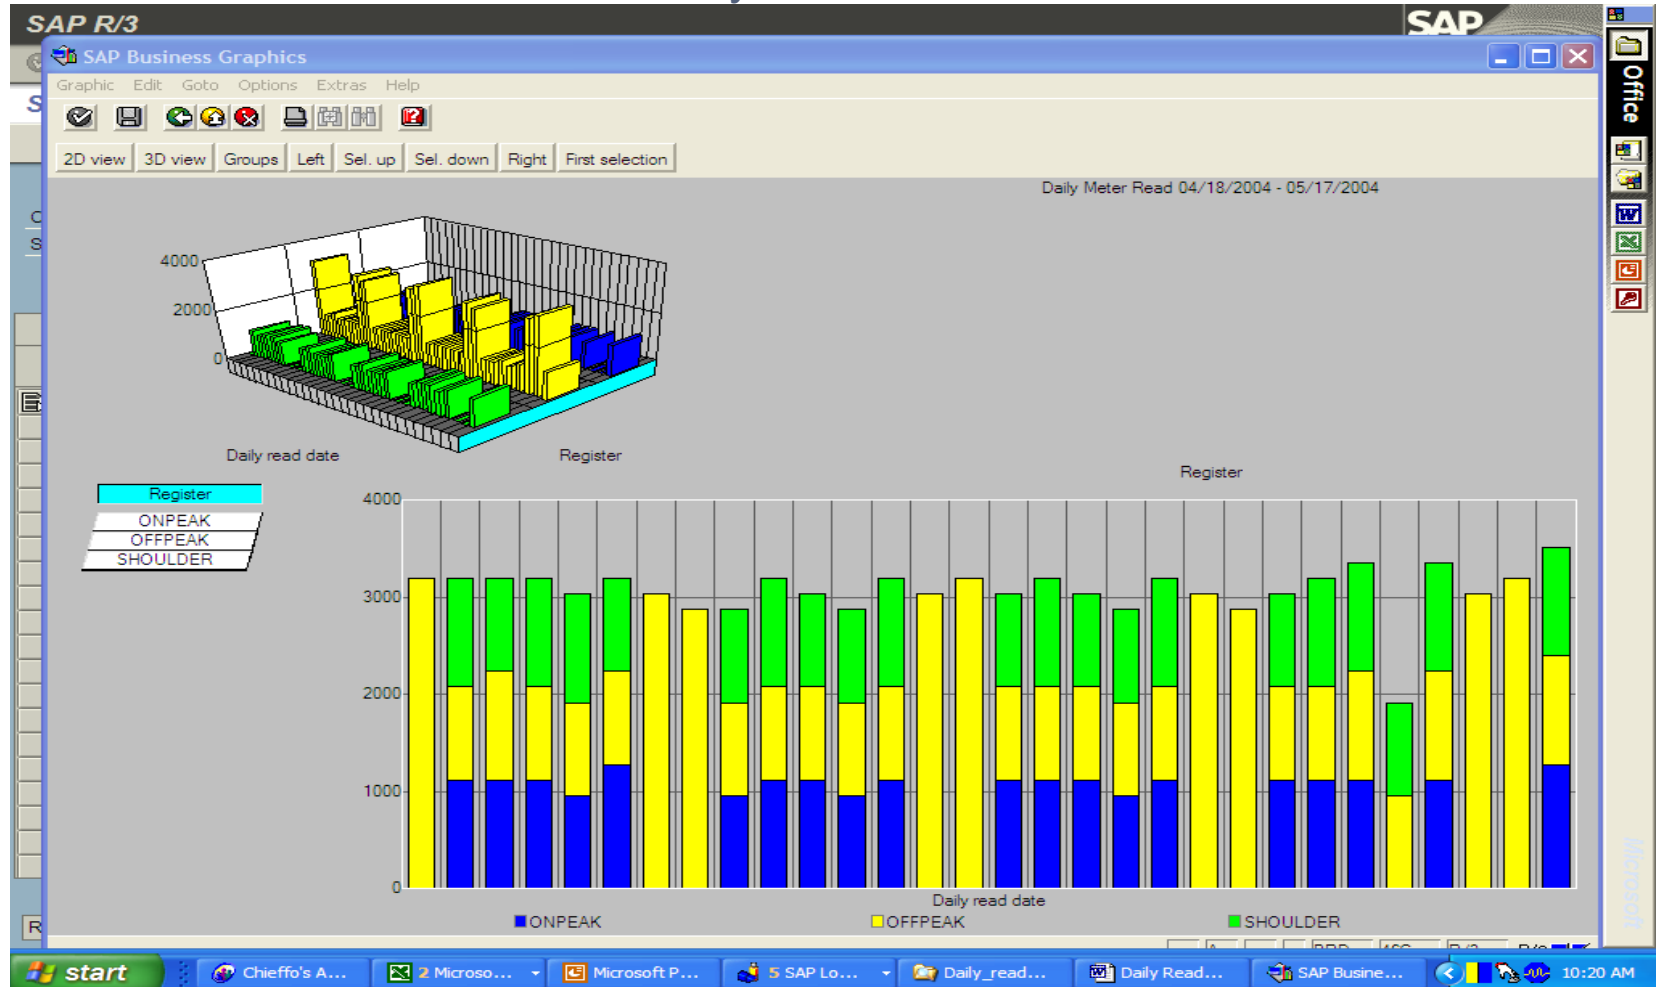 SAP R/3
SAP
SAP Business Graphics
Graphic Edit Goto Options Extras Help
2D view 3D view Groups Left Sel. up Sel. down Right First selection
Daily Meter Read 04/18/2004 - 05/17/2004
4000
2000
0
Daily read date
Register
Register
Register
ONPEAK
OFFPEAK
SHOULDER
4000
3000
2000
1000
0
Daily read date
ONPEAK
OFFPEAK
SHOULDER
Office
Microsoft
start
Chieffo's A...
2 Microso...
Microsoft P...
5 SAP Lo...
Daily_read...
Daily Read...
SAP Busine...
10:20 AM